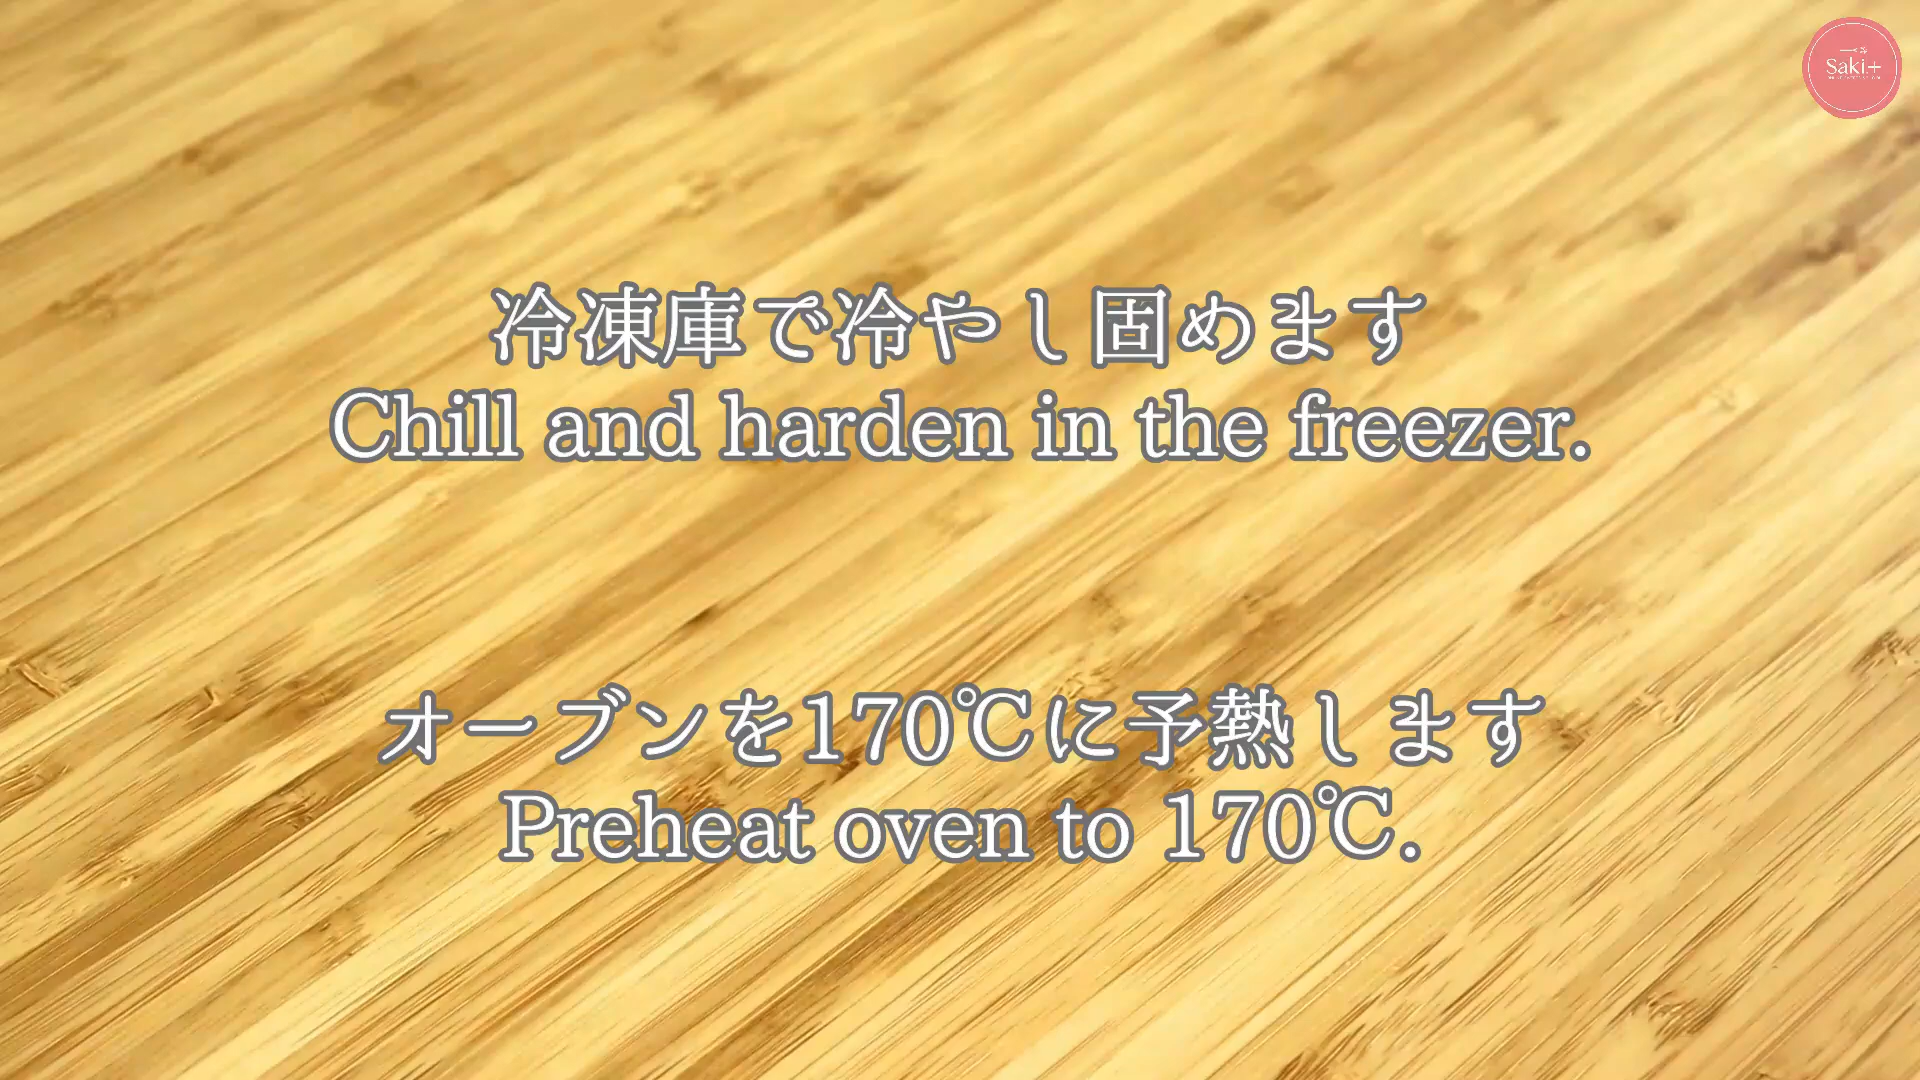 Saki.+
冷凍庫で冷やし固めます
Chill and harden in the freezer.
オーブンを170℃に予熱します
Preheat oven to 170℃.